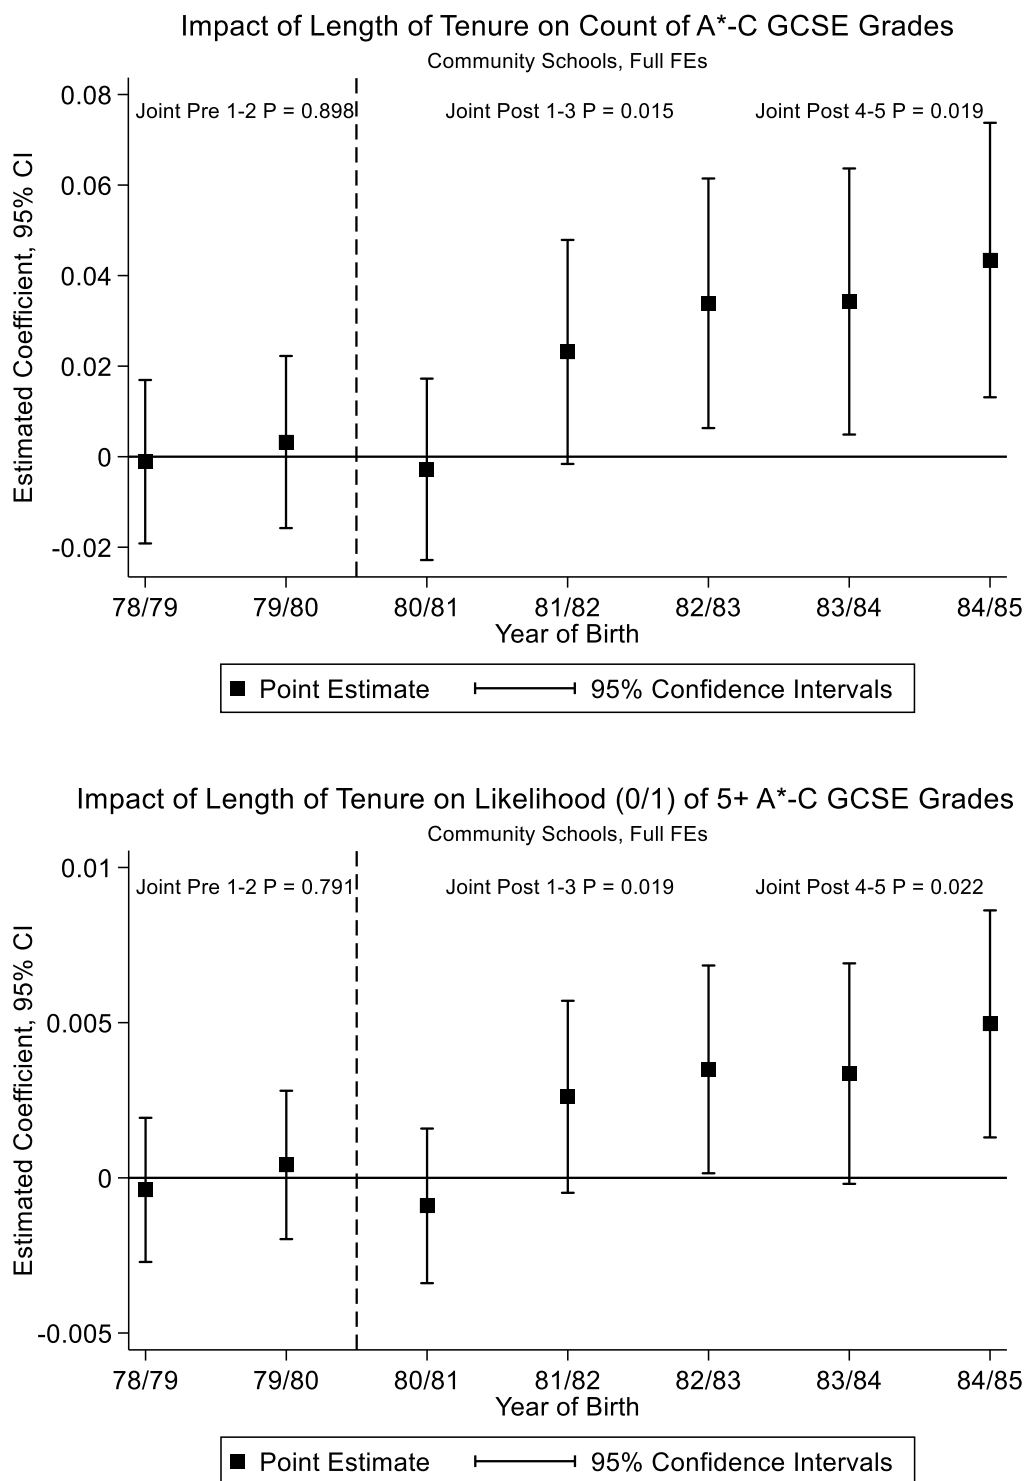 Impact of Length of Tenure on Count of A*-C GCSE Grades
Community Schools, Full FEs
Joint Pre 1-2 P = 0.898 Joint Post 1-3 P = 0.015 Joint Post 4-5 P = 0.019
Estimated Coefficient, 95% CI
0.08
0.06
0.04
0.02
0
-0.02
78/79 79/80 80/81 81/82 82/83 83/84 84/85
Year of Birth
Point Estimate 95% Confidence Intervals
Impact of Length of Tenure on Likelihood (0/1) of 5+ A*-C GCSE Grades
Community Schools, Full FEs
Joint Pre 1-2 P = 0.791 Joint Post 1-3 P = 0.019 Joint Post 4-5 P = 0.022
Estimated Coefficient, 95% CI
0.01
0.005
0
-0.005
78/79 79/80 80/81 81/82 82/83 83/84 84/85
Year of Birth
Point Estimate 95% Confidence Intervals